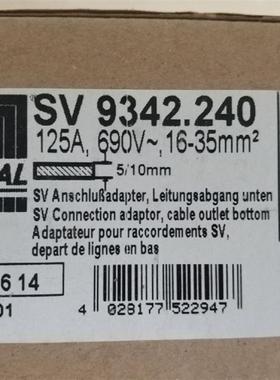 SV 9342.240
125A, 690V~, 16-35mm²
5/10mm
SV Anschlußadapter, Leitungsabgang unten
SV Connection adaptor, cable outlet bottom
Adaptateur pour raccordements SV,
depart de lignes en bas
6 14
01
4 028177 522947